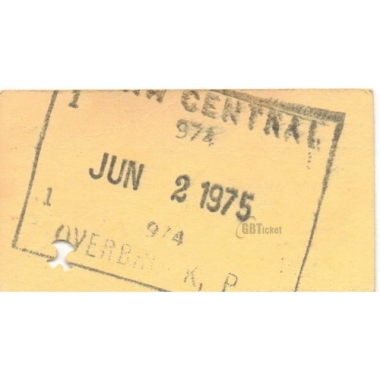 1
CENTRAL
974
JUN 2 1975
GBTicket
1
974
K, P